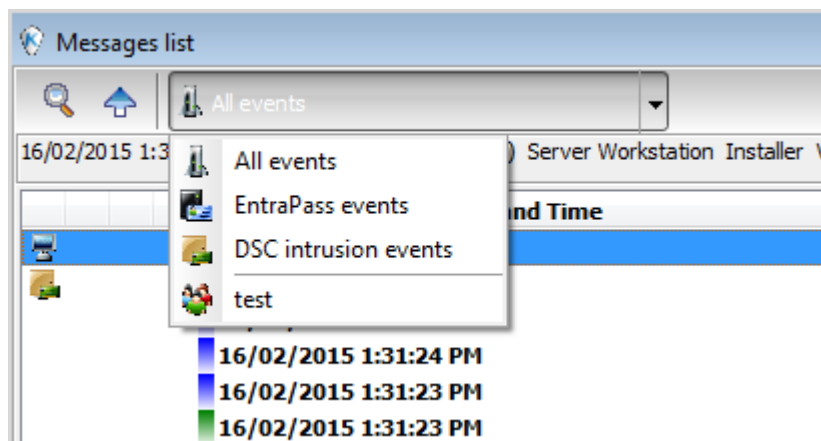 Messages list
All events
16/02/2015 1:3
) Server Workstation Installer
All events
EntraPass events
DSC intrusion events
test
nd Time
16/02/2015 1:31:24 PM
16/02/2015 1:31:23 PM
16/02/2015 1:31:23 PM